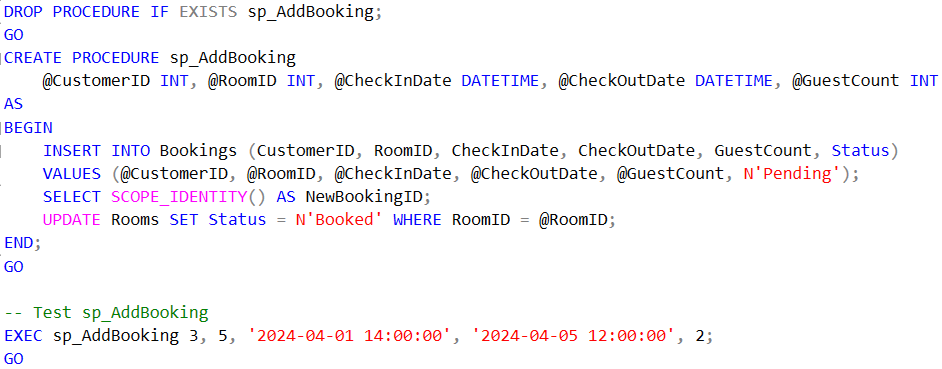 DROP PROCEDURE IF EXISTS sp_AddBooking;
GO
CREATE PROCEDURE sp_AddBooking
    @CustomerID INT, @RoomID INT, @CheckInDate DATETIME, @CheckOutDate DATETIME, @GuestCount INT
AS
BEGIN
    INSERT INTO Bookings (CustomerID, RoomID, CheckInDate, CheckOutDate, GuestCount, Status)
    VALUES (@CustomerID, @RoomID, @CheckInDate, @CheckOutDate, @GuestCount, N'Pending');
    SELECT SCOPE_IDENTITY() AS NewBookingID;
    UPDATE Rooms SET Status = N'Booked' WHERE RoomID = @RoomID;
END;
GO
-- Test sp_AddBooking
EXEC sp_AddBooking 3, 5, '2024-04-01 14:00:00', '2024-04-05 12:00:00', 2;
GO